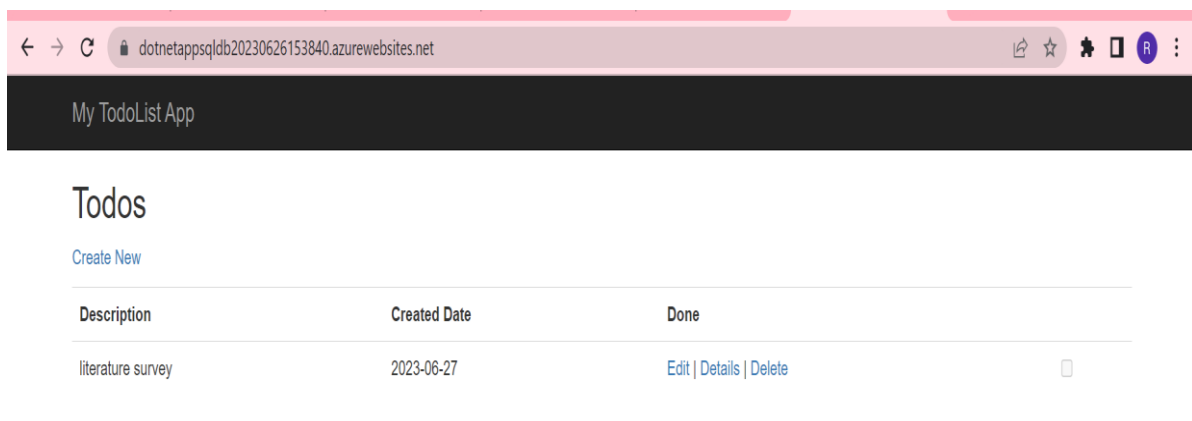 dotnetappsqldb20230626153840.azurewebsites.net
R
My TodoList App
Todos
Create New
Description Created Date Done
literature survey 2023-06-27 Edit | Details | Delete